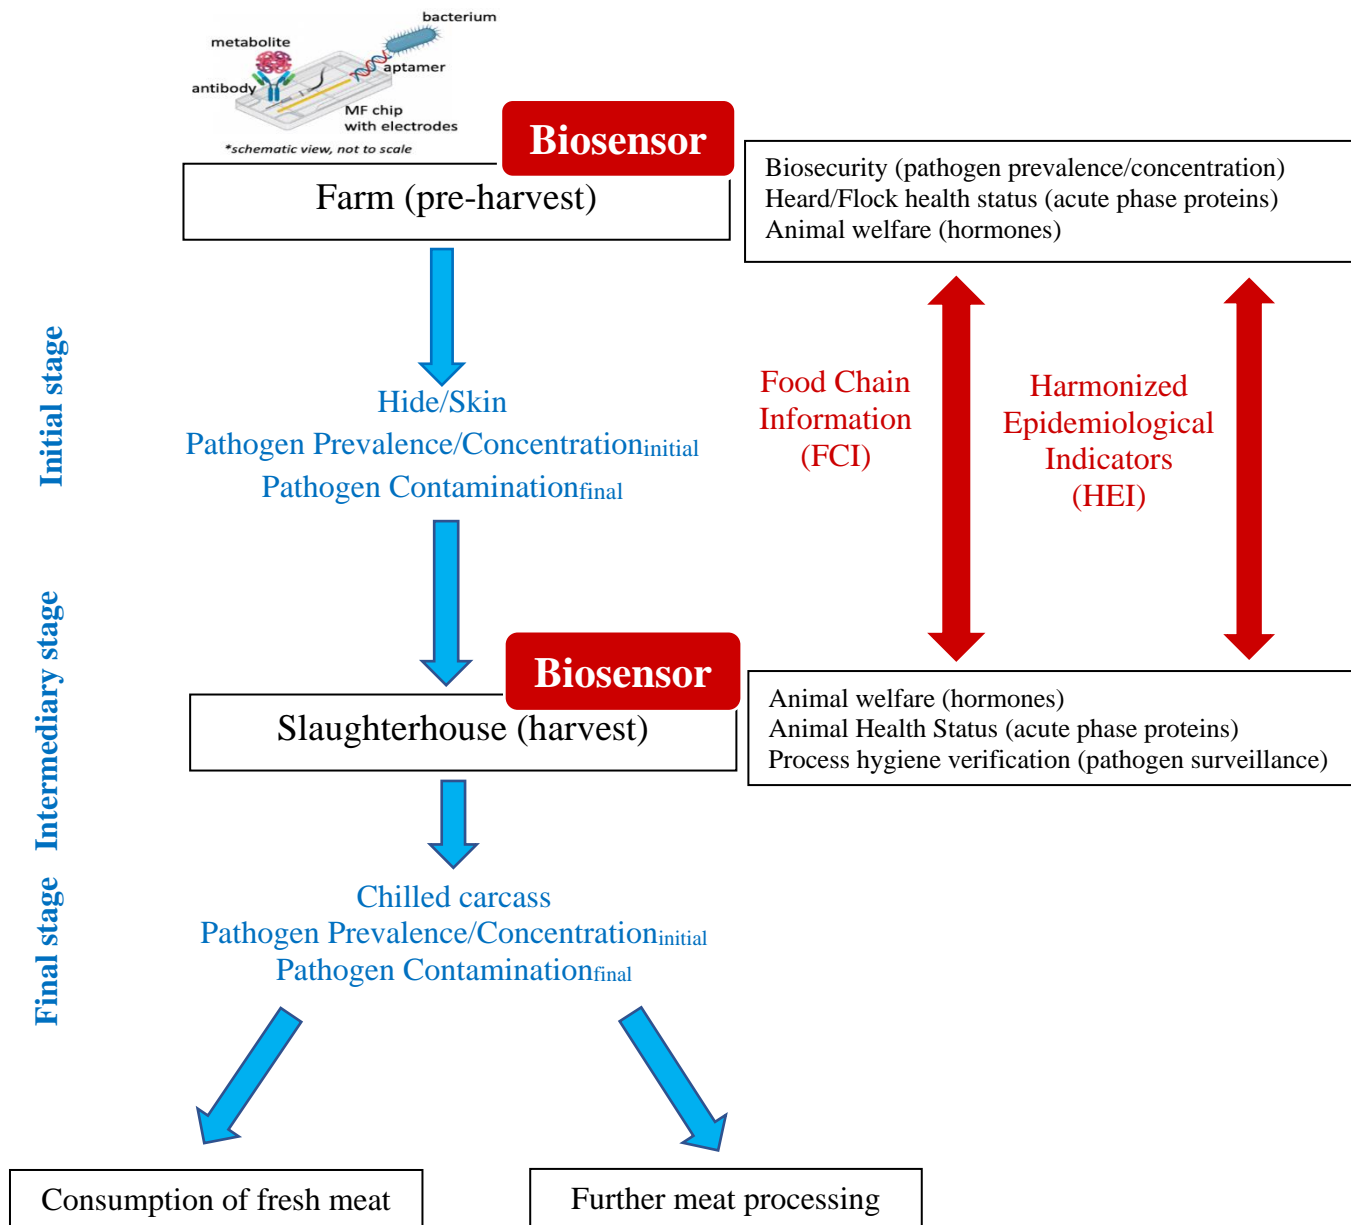 bacterium
metabolite
aptamer
antibody
MF chip
with electrodes
*schematic view, not to scale
Biosensor
Farm (pre-harvest)
Biosecurity (pathogen prevalence/concentration)
Heard/Flock health status (acute phase proteins)
Animal welfare (hormones)
Initial stage
Hide/Skin
Pathogen Prevalence/Concentrationinitial
Pathogen Contaminationfinal
Food Chain
Information
(FCI)
Harmonized
Epidemiological
Indicators
(HEI)
Intermediary stage
Biosensor
Slaughterhouse (harvest)
Animal welfare (hormones)
Animal Health Status (acute phase proteins)
Process hygiene verification (pathogen surveillance)
Final stage
Chilled carcass
Pathogen Prevalence/Concentrationinitial
Pathogen Contaminationfinal
Consumption of fresh meat
Further meat processing